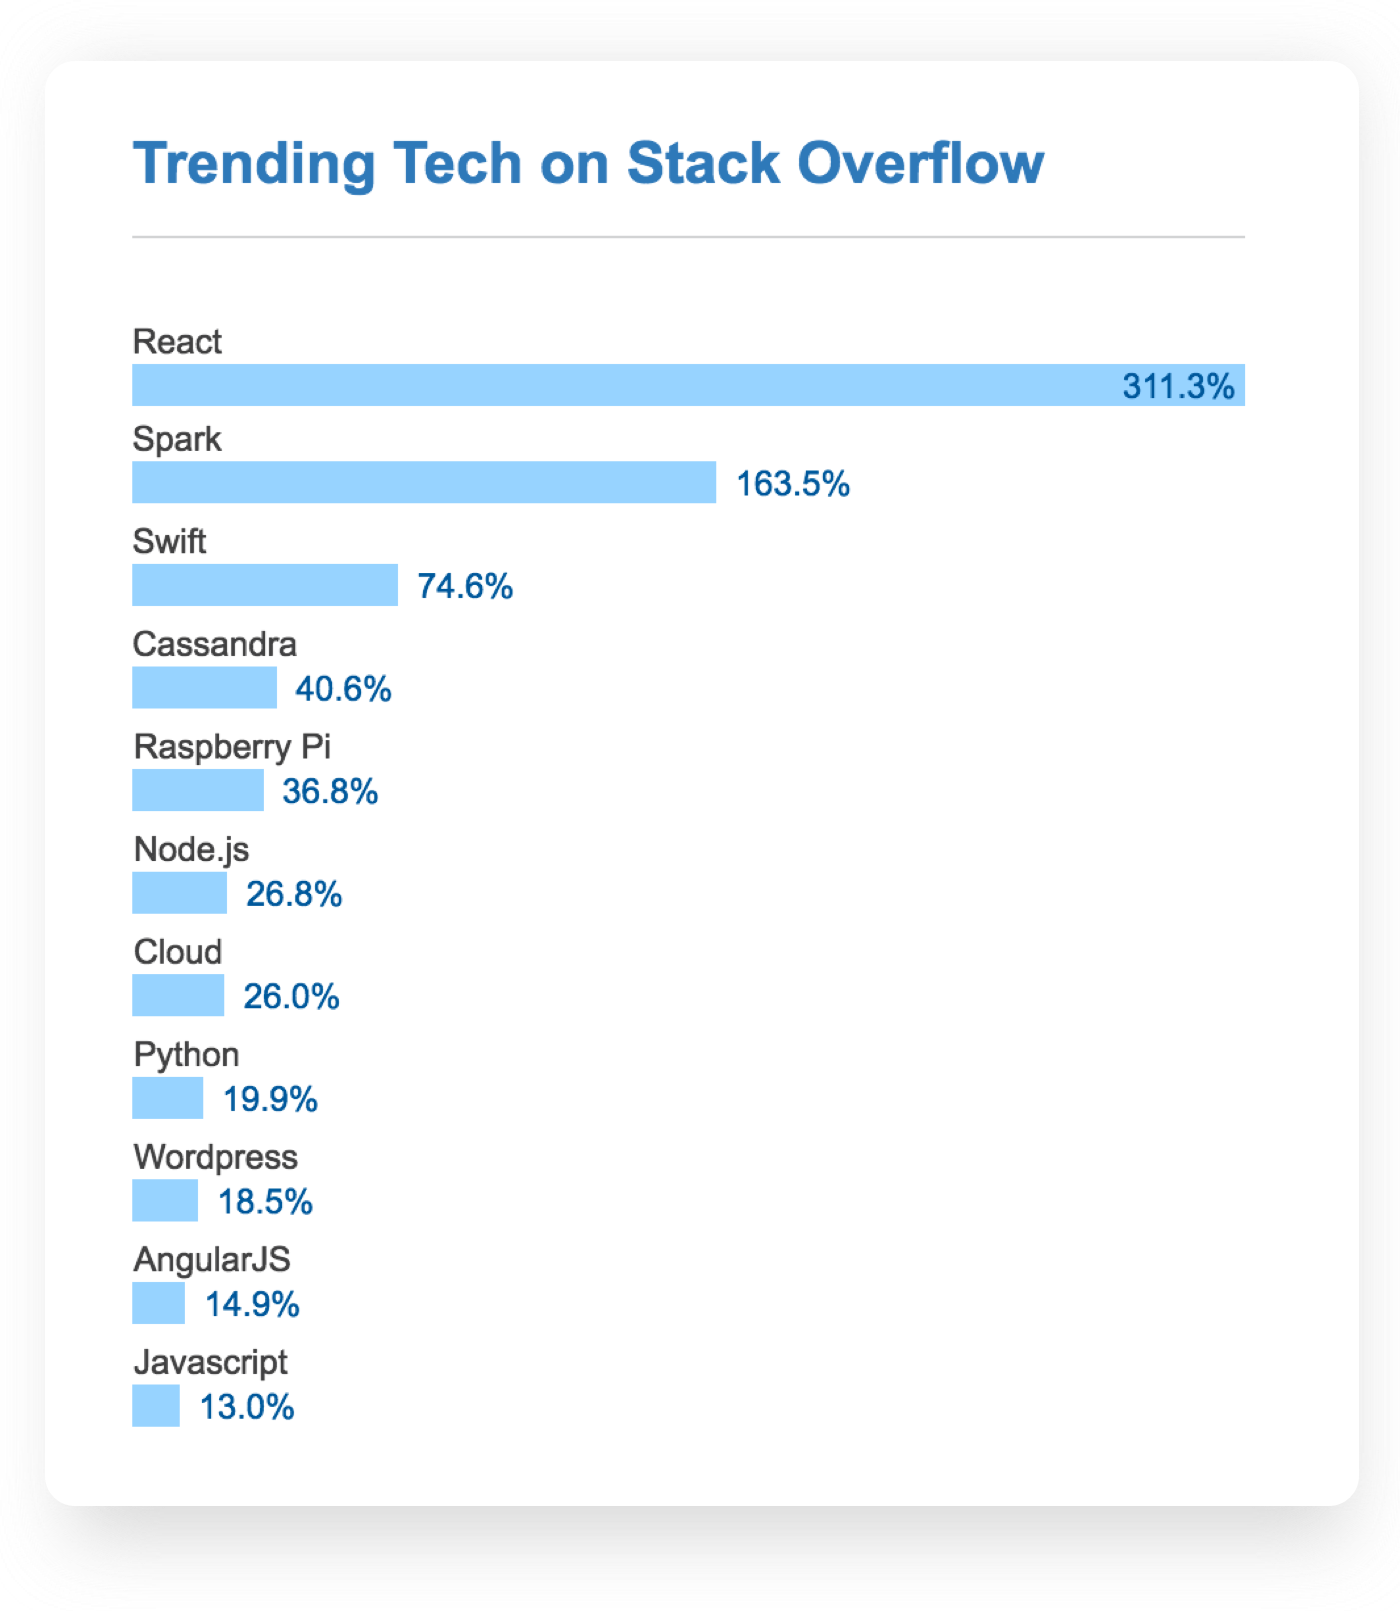 Trending Tech on Stack Overflow
React
311.3%
Spark
163.5%
Swift
74.6%
Cassandra
40.6%
Raspberry Pi
36.8%
Node.js
26.8%
Cloud
26.0%
Python
19.9%
Wordpress
18.5%
AngularJS
14.9%
Javascript
13.0%